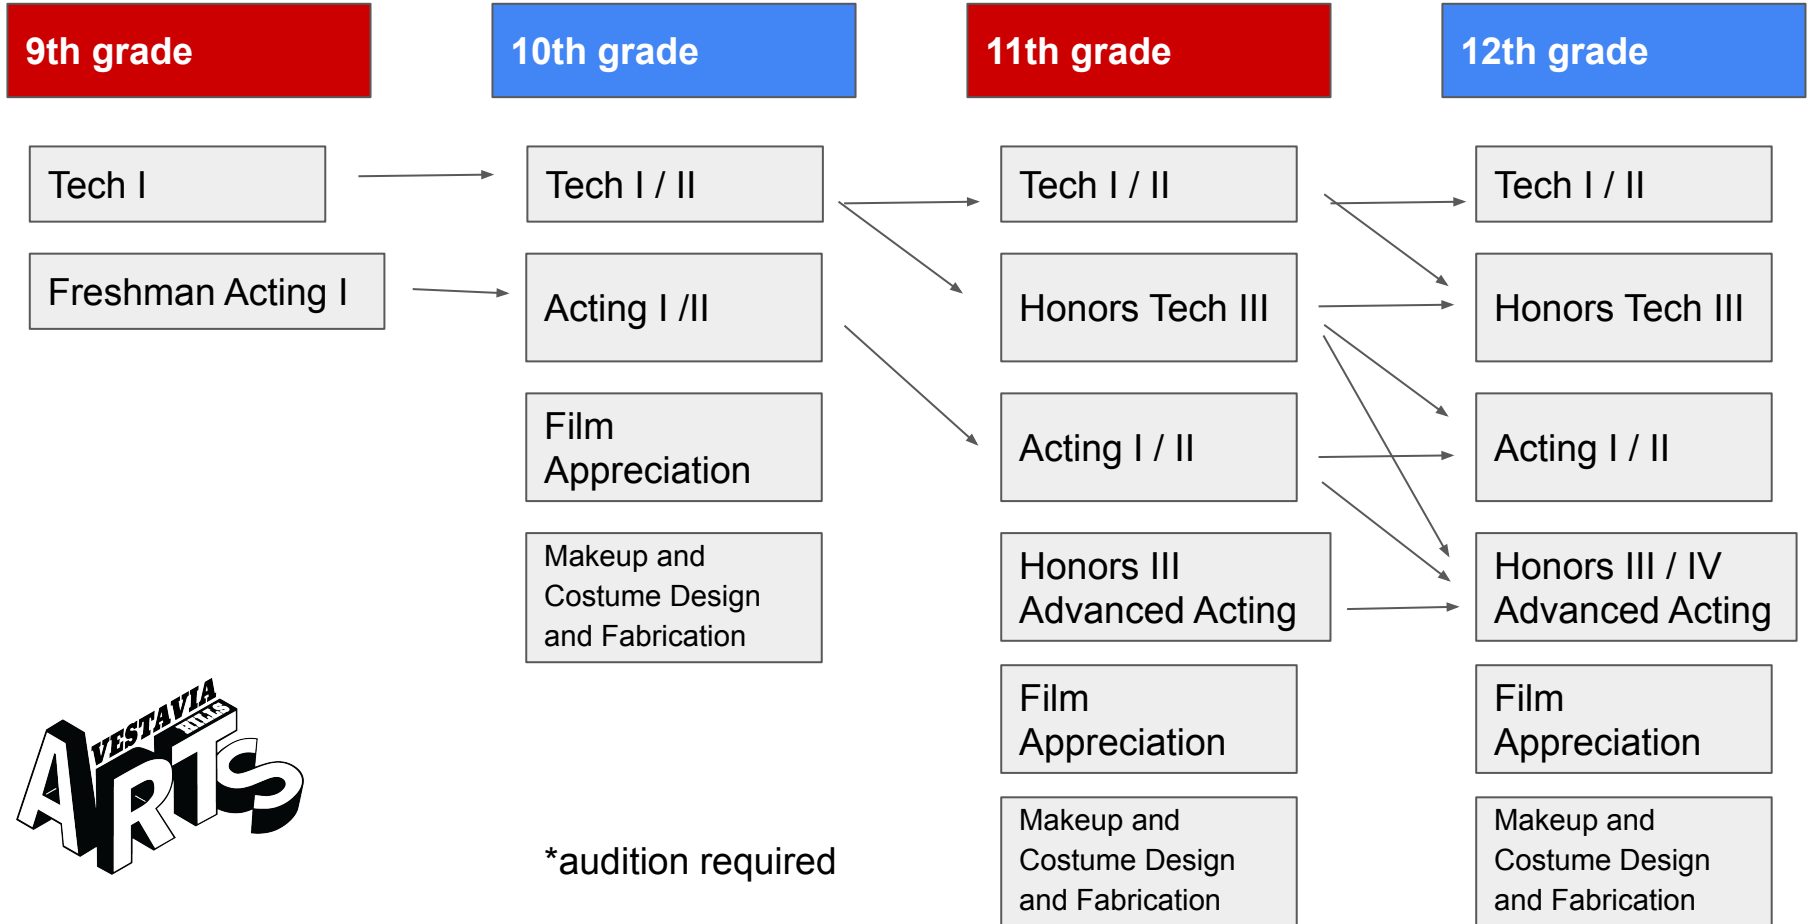 9th grade
10th grade
11th grade
12th grade
Tech I
Freshman Acting I
Tech I / II
Acting I /II
Film
Appreciation
Makeup and
Costume Design
and Fabrication
Tech I / II
Honors Tech III
Acting I / II
Honors III
Advanced Acting
Film
Appreciation
Makeup and
Costume Design
and Fabrication
Tech I / II
Honors Tech III
Acting I / II
Honors III / IV
Advanced Acting
Film
Appreciation
Makeup and
Costume Design
and Fabrication
VESTAVIA
HILLS
ARTS
*audition required